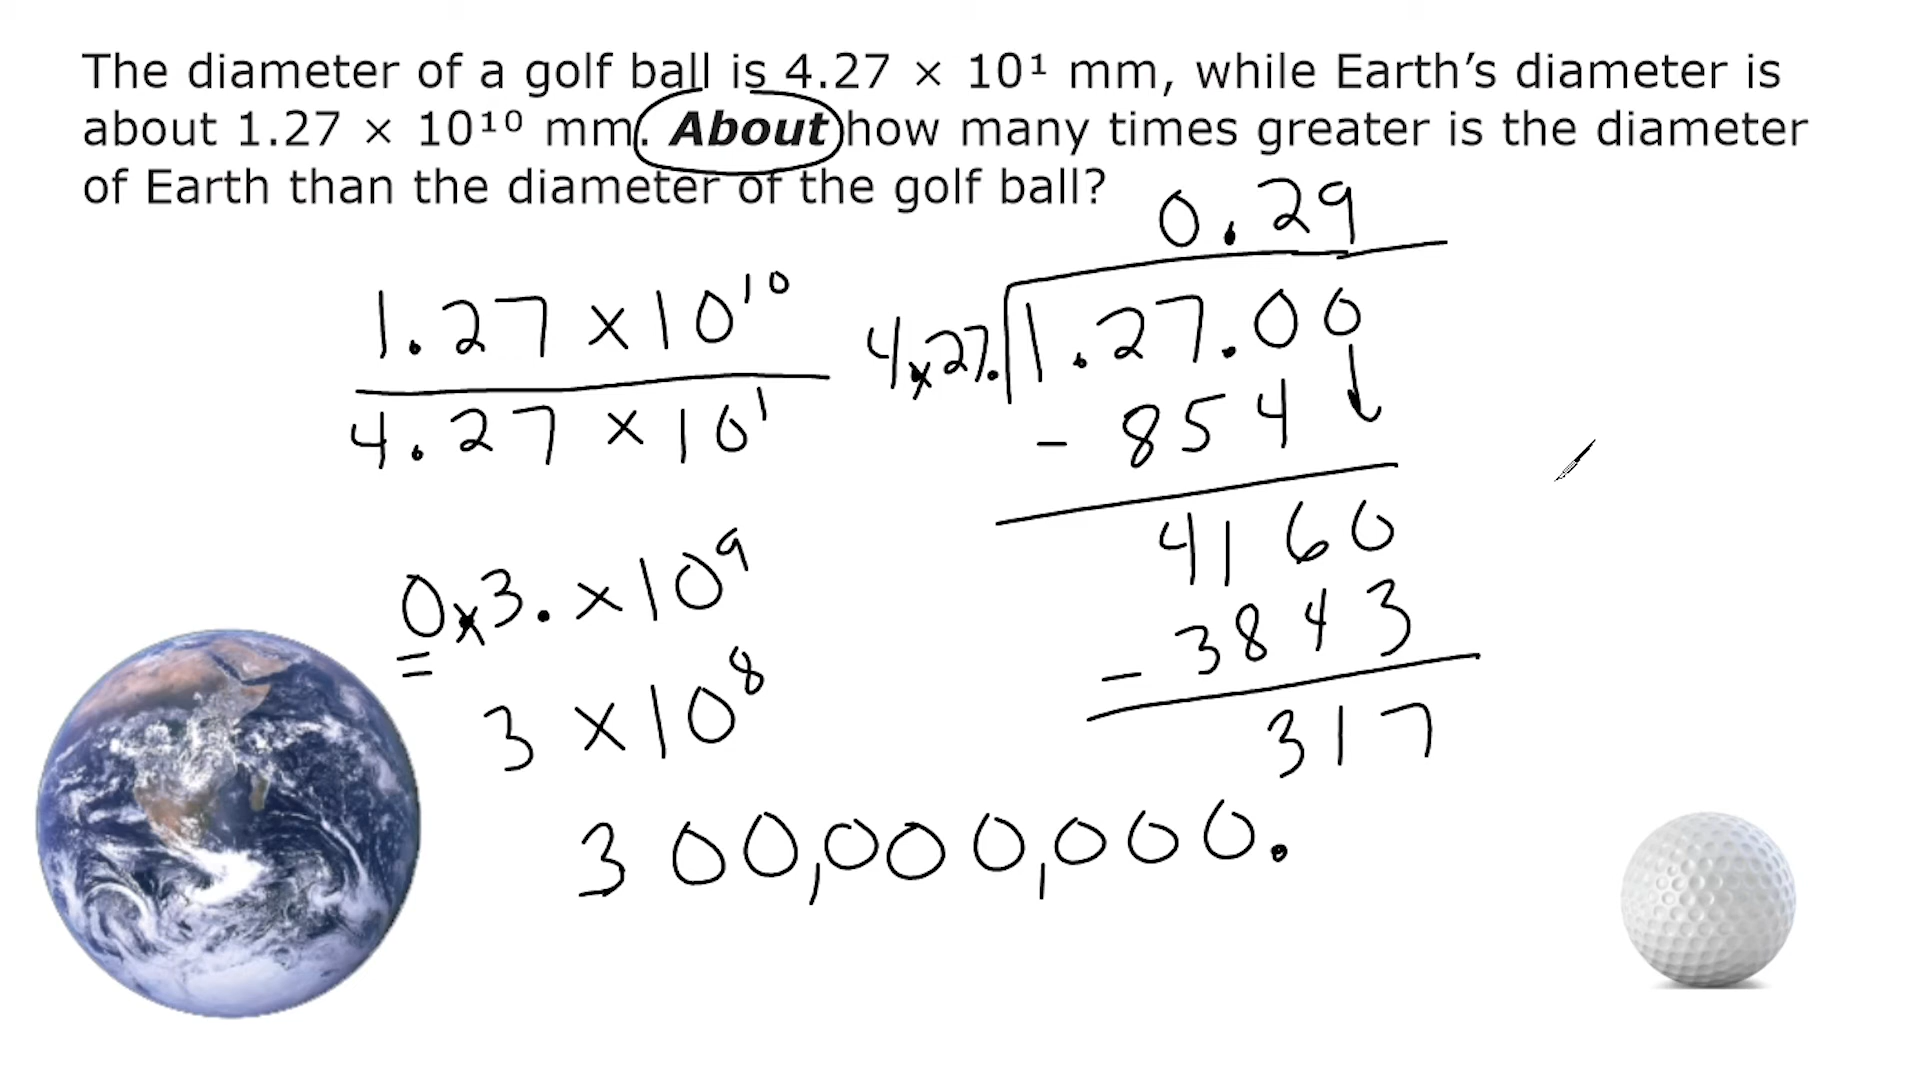 The diameter of a golf ball is 4.27 × 10¹ mm, while Earth’s diameter is
about 1.27 × 10¹⁰ mm. About how many times greater is the diameter
of Earth than the diameter of the golf ball?
1.27 × 10¹⁰
4.27 × 10¹
0.3. × 10⁹
=
3 × 10⁸
300,000,000.
0.29
4.27. 1.27.00
- 854
4160
- 3843
317